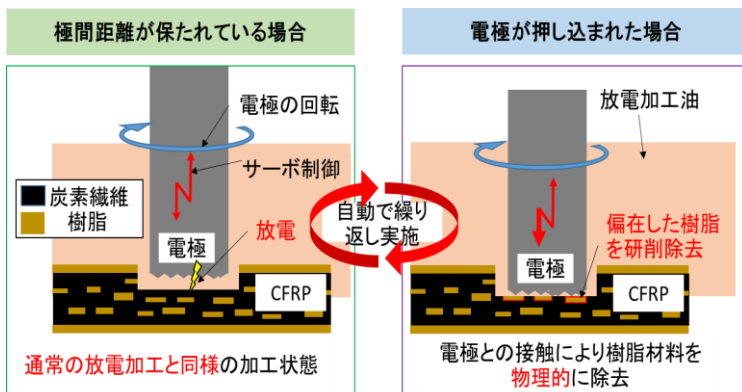 極間距離が保たれている場合
電極が押し込まれた場合
電極の回転
サーボ制御
炭素繊維
樹脂
電極
放電
CFRP
通常の放電加工と同様の加工状態
自動で繰り
返し実施
放電加工油
偏在した樹脂
を研削除去
電極
CFRP
電極との接触により樹脂材料を
物理的に除去